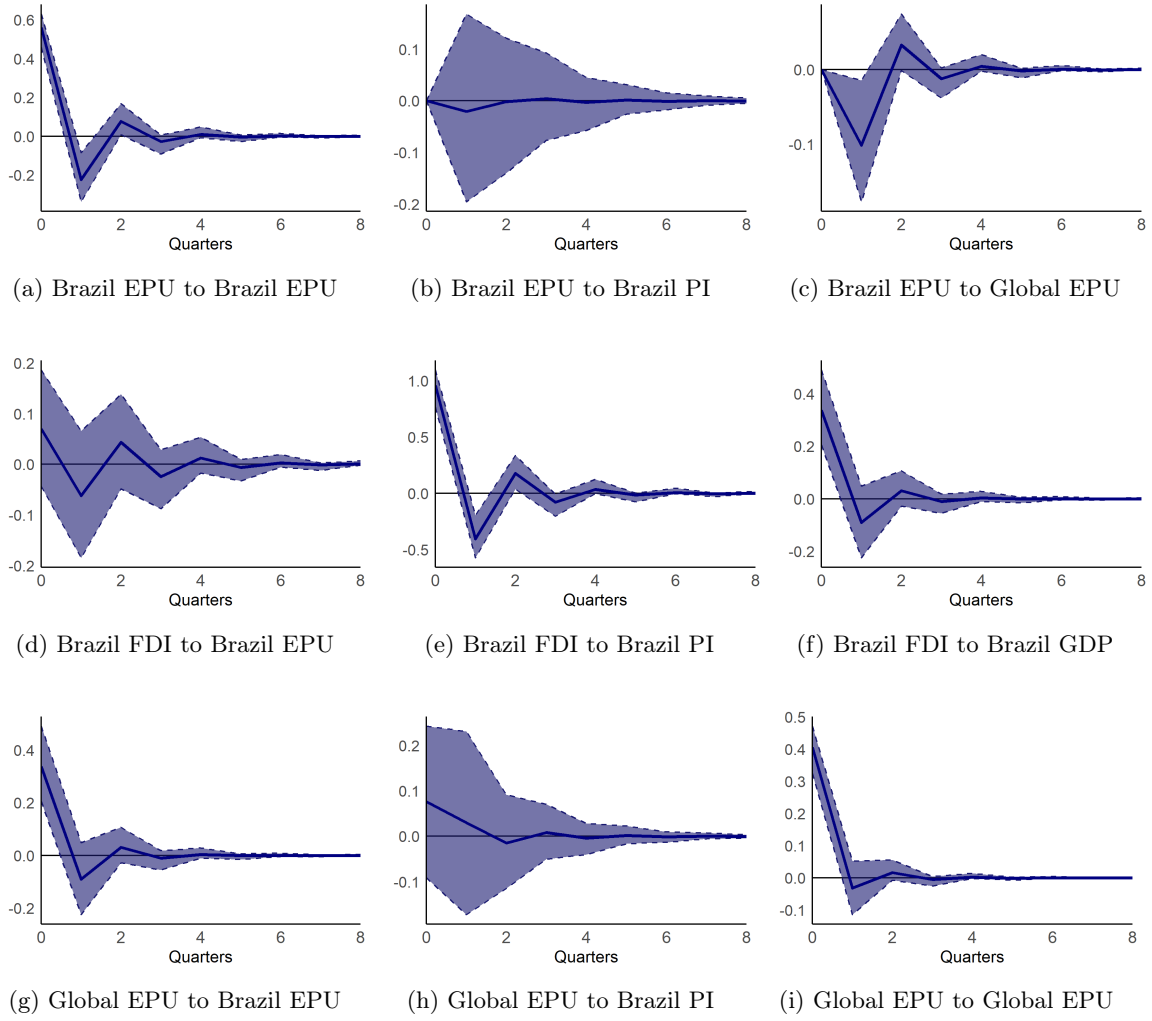 0.6
0.4
0.2
0.0
-0.2
0 2 4 6 8
Quarters
(a) Brazil EPU to Brazil EPU
0.1
0.0
-0.1
-0.2
0 2 4 6 8
Quarters
(b) Brazil EPU to Brazil PI
0.0
-0.1
0 2 4 6 8
Quarters
(c) Brazil EPU to Global EPU
0.2
0.1
0.0
-0.1
-0.2
0 2 4 6 8
Quarters
(d) Brazil FDI to Brazil EPU
1.0
0.5
0.0
-0.5
0 2 4 6 8
Quarters
(e) Brazil FDI to Brazil PI
0.4
0.2
0.0
-0.2
0 2 4 6 8
Quarters
(f) Brazil FDI to Brazil GDP
0.4
0.2
0.0
-0.2
0 2 4 6 8
Quarters
(g) Global EPU to Brazil EPU
0.2
0.1
0.0
-0.1
0 2 4 6 8
Quarters
(h) Global EPU to Brazil PI
0.5
0.4
0.3
0.2
0.1
0.0
-0.1
0 2 4 6 8
Quarters
(i) Global EPU to Global EPU